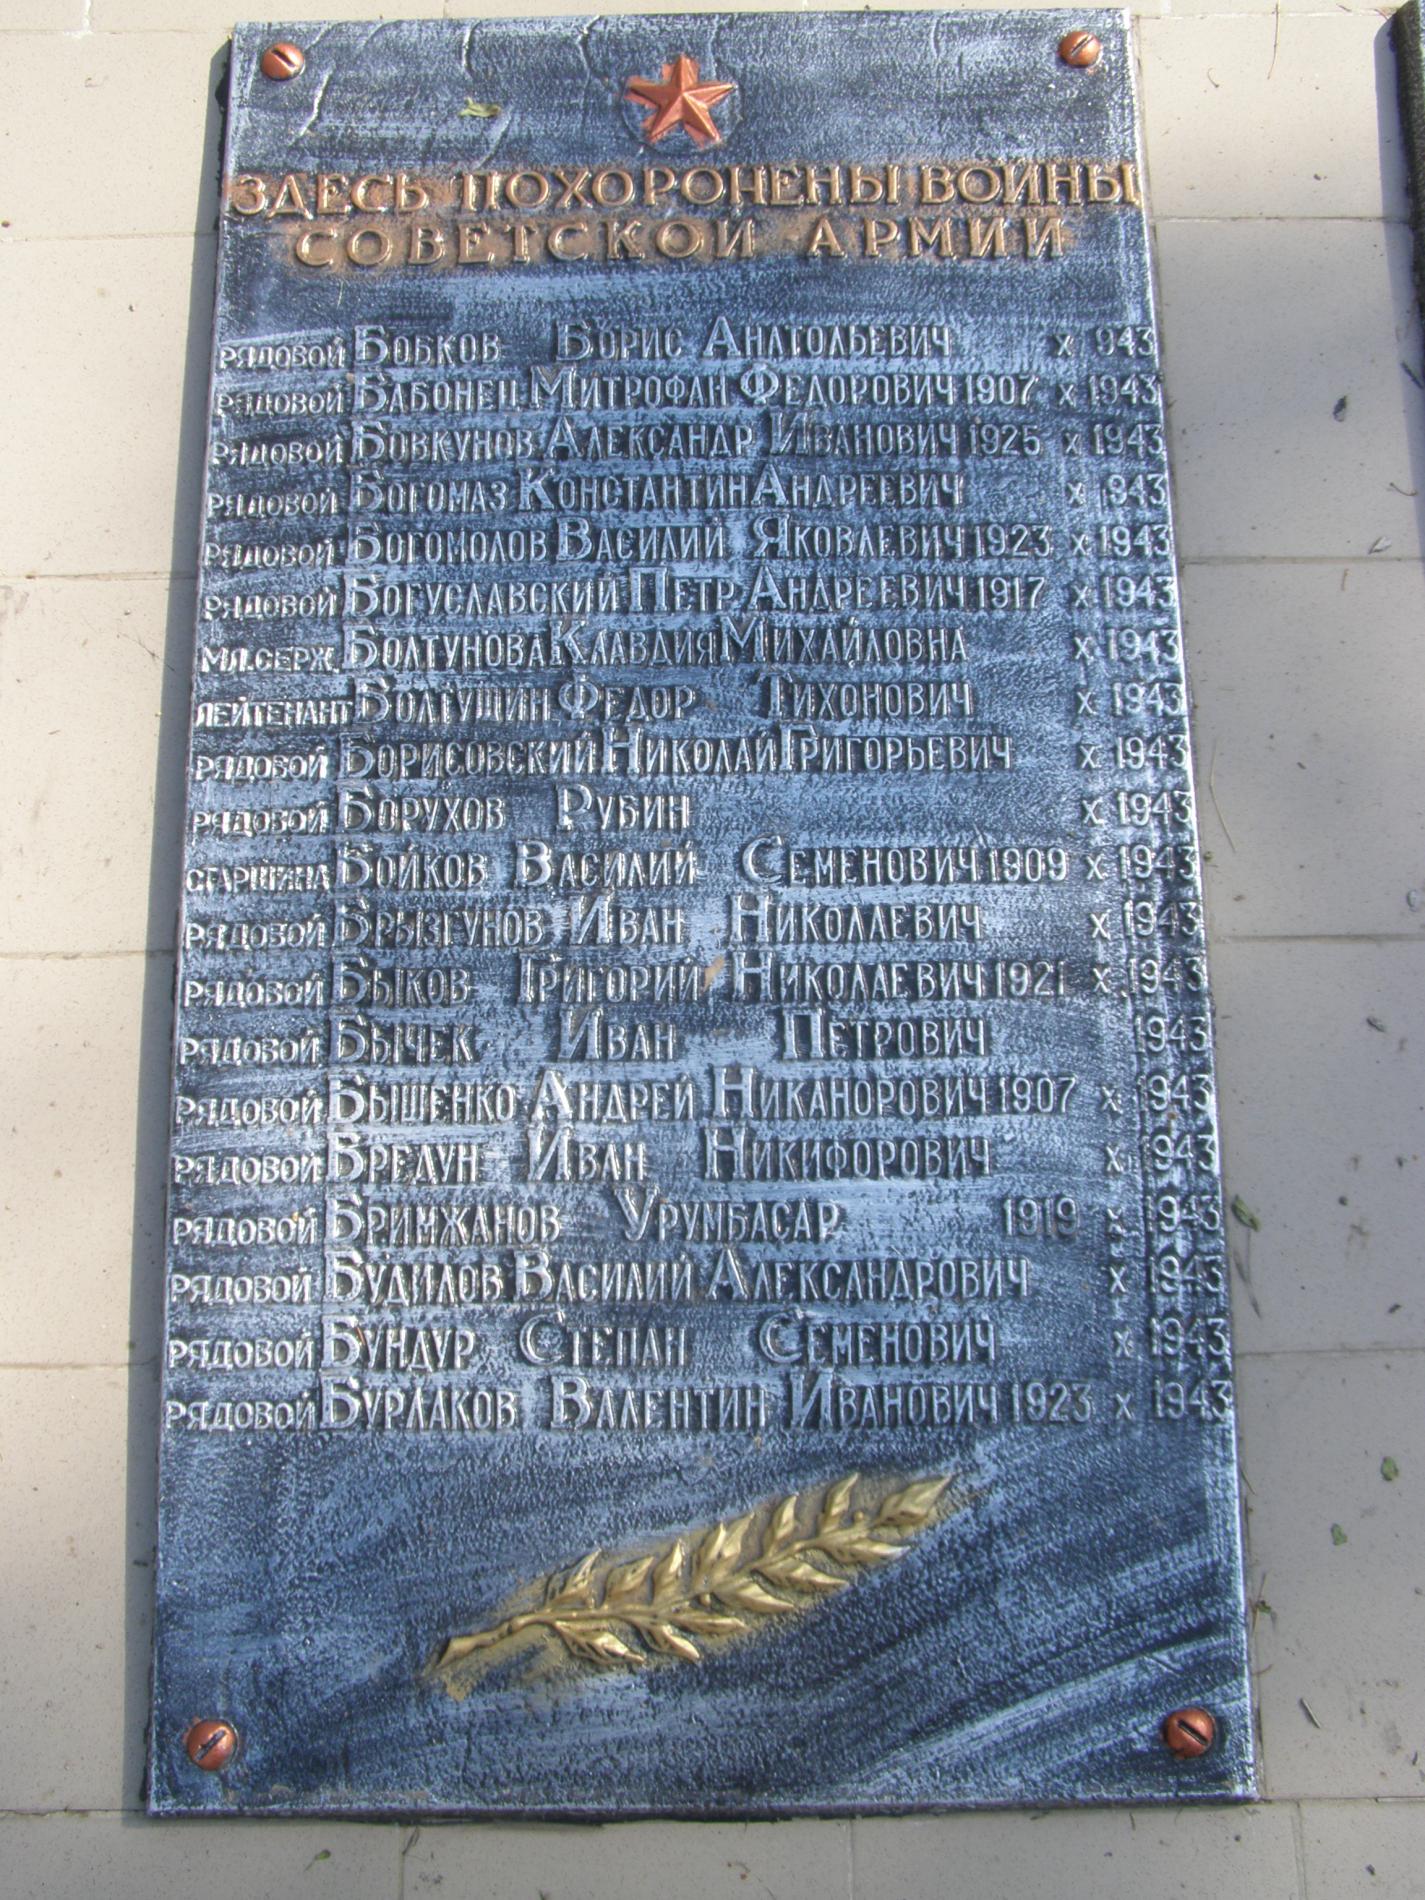 ЗДЕСЬ ПОХОРОНЕНЫ ВОИНЫ
СОВЕТСКОЙ АРМИИ
РЯДОВОЙ БОБКОВ БОРИС АНАТОЛЬЕВИЧ X 943
РЯДОВОЙ БАБОНЕЦ МИТРОФАН ФЕДОРОВИЧ 1907 X 1943
РЯДОВОЙ БОВКУНОВ АЛЕКСАНДР ИВАНОВИЧ 1925 X 1943
РЯДОВОЙ БОГОМАЗ КОНСТАНТИН АНДРЕЕВИЧ X 1943
РЯДОВОЙ БОГОМОЛОВ ВАСИЛИЙ ЯКОВЛЕВИЧ 1923 X 1943
РЯДОВОЙ БОГУСЛАВСКИЙ ПЕТР АНДРЕЕВИЧ 1917 X 1943
МЛ.СЕРЖ. БОЛТУНОВА КЛАВДИЯ МИХАЙЛОВНА X 1943
ЛЕЙТЕНАНТ БОЛТУШИН ФЕДОР ТИХОНОВИЧ X 1943
РЯДОВОЙ БОРИСОВСКИЙ НИКОЛАЙ ГРИГОРЬЕВИЧ X 1943
РЯДОВОЙ БОРУХОВ РУБИН X 1943
СТАРШИНА БОЙКОВ ВАСИЛИЙ СЕМЕНОВИЧ 1909 X 1943
РЯДОВОЙ БРЫЗГУНОВ ИВАН НИКОЛАЕВИЧ X 1943
РЯДОВОЙ БЫКОВ ГРИГОРИЙ НИКОЛАЕВИЧ 1921 X 1943
РЯДОВОЙ БЫЧЕК ИВАН ПЕТРОВИЧ 1943
РЯДОВОЙ БЫШЕНКО АНДРЕЙ НИКАНОРОВИЧ 1907 X 1943
РЯДОВОЙ БРЕДУН ИВАН НИКИФОРОВИЧ X 1943
РЯДОВОЙ БРИМЖАНОВ УРУМБАСАР 1919 X 1943
РЯДОВОЙ БУДИЛОВ ВАСИЛИЙ АЛЕКСАНДРОВИЧ X 1943
РЯДОВОЙ БУНДУР СТЕПАН СЕМЕНОВИЧ X 1943
РЯДОВОЙ БУРЛАКОВ ВАЛЕНТИН ИВАНОВИЧ 1923 X 1943